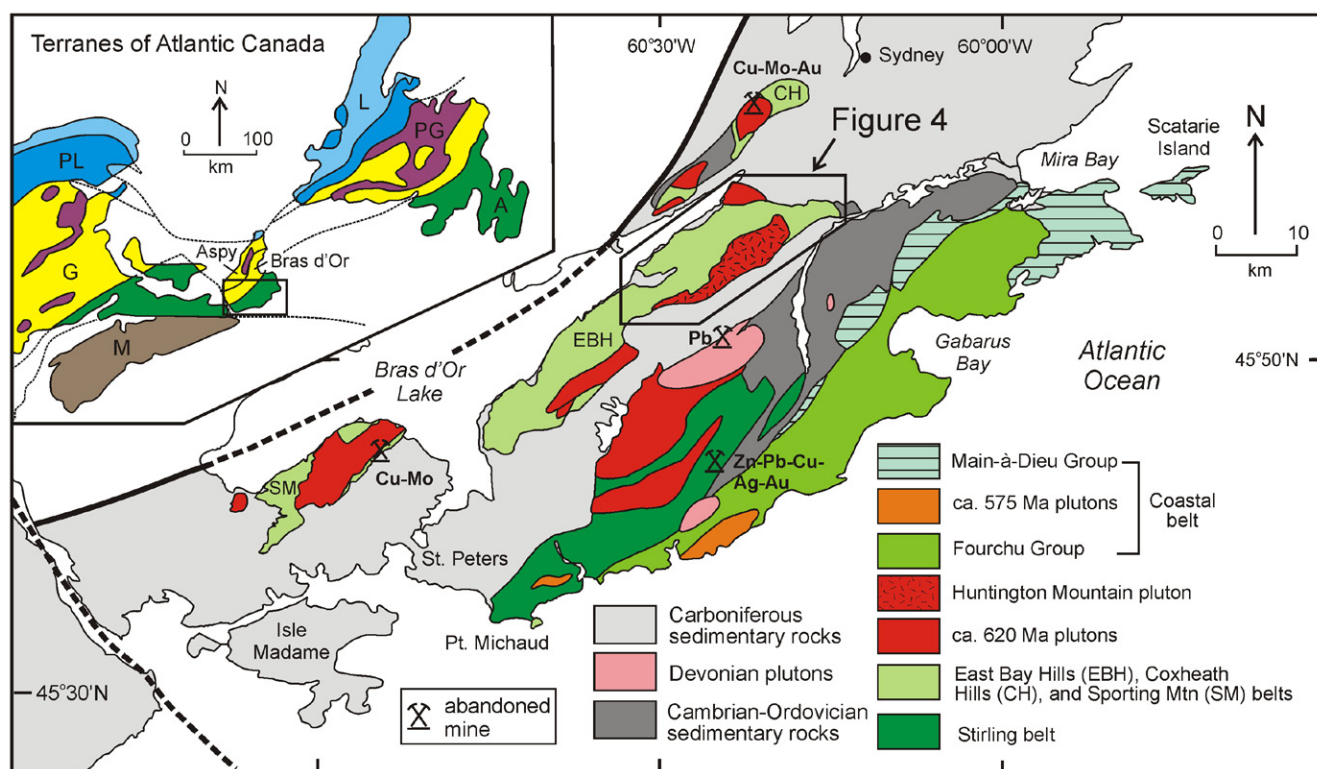 Terranes of Atlantic Canada
N
0 100
km
L
PG
PL
A
Aspy
Bras d'Or
G
M
60°30'W
60°00'W
Sydney
Cu-Mo-Au
CH
Figure 4
Scatarie
Island
Mira Bay
N
0 10
km
EBH
Pb
Gabarus
Bay
45°50'N
Bras d'Or
Lake
Atlantic
Ocean
SM
Cu-Mo
Zn-Pb-Cu-
Ag-Au
St. Peters
Isle
Madame
Pt. Michaud
45°30'N
abandoned
mine
Carboniferous
sedimentary rocks
Devonian plutons
Cambrian-Ordovician
sedimentary rocks
Main-à-Dieu Group
ca. 575 Ma plutons
Fourchu Group
Coastal
belt
Huntington Mountain pluton
ca. 620 Ma plutons
East Bay Hills (EBH), Coxheath
Hills (CH), and Sporting Mtn (SM) belts
Stirling belt